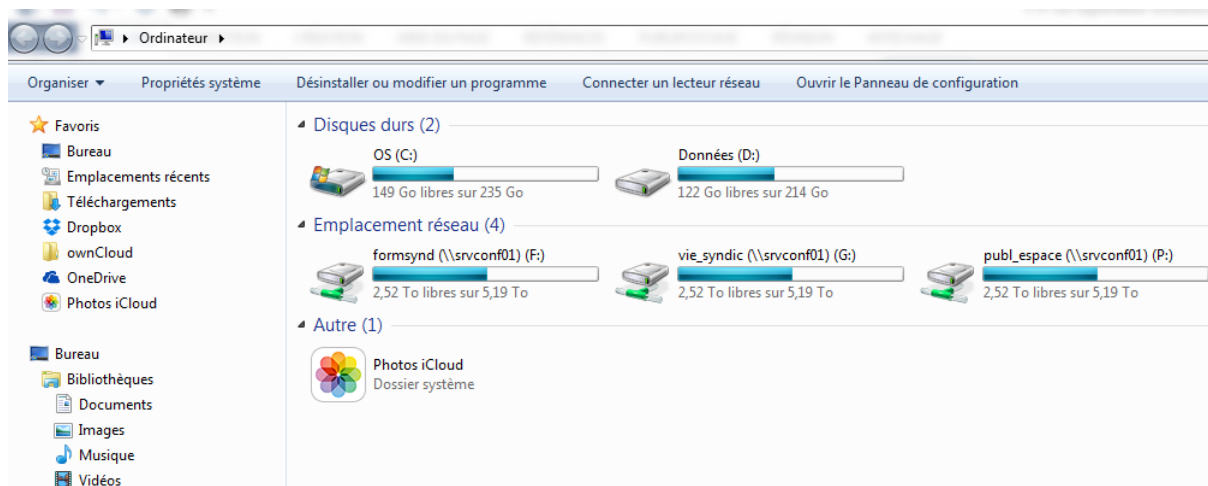 Ordinateur
Organiser
Propriétés système
Désinstaller ou modifier un programme
Connecter un lecteur réseau
Ouvrir le Panneau de configuration
Favoris
Bureau
Emplacements récents
Téléchargements
Dropbox
ownCloud
OneDrive
Photos iCloud
Bureau
Bibliothèques
Documents
Images
Musique
Vidéos
Disques durs (2)
OS (C:)
149 Go libres sur 235 Go
Données (D:)
122 Go libres sur 214 Go
Emplacement réseau (4)
formsynd (\\srvconf01) (F:)
2,52 To libres sur 5,19 To
vie_syndic (\\srvconf01) (G:)
2,52 To libres sur 5,19 To
publ_espace (\\srvconf01) (P:)
2,52 To libres sur 5,19 To
Autre (1)
Photos iCloud
Dossier système